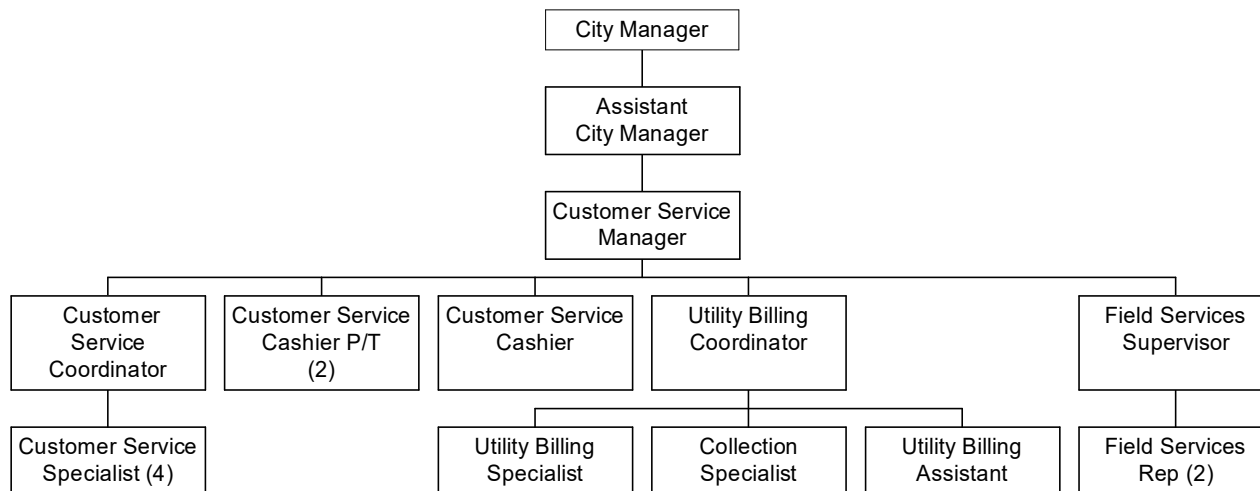 City Manager
Assistant
City Manager
Customer Service
Manager
Customer
Service
Coordinator
Customer Service
Cashier P/T
(2)
Customer Service
Cashier
Utility Billing
Coordinator
Field Services
Supervisor
Customer Service
Specialist (4)
Utility Billing
Specialist
Collection
Specialist
Utility Billing
Assistant
Field Services
Rep (2)